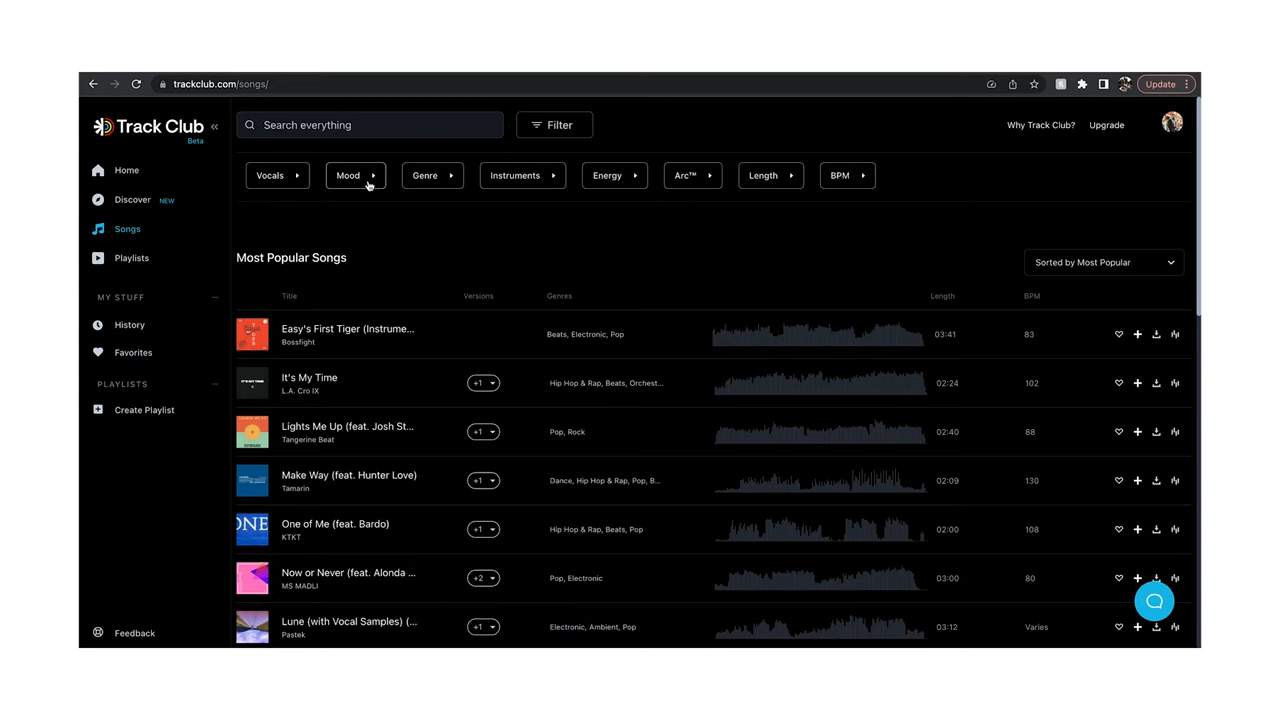 trackclub.com/songs/
Update
Track Club
Beta
Search everything
Filter
Why Track Club?
Upgrade
Home
Discover NEW
Songs
Playlists
MY STUFF
History
Favorites
PLAYLISTS
Create Playlist
Feedback
Vocals
Mood
Genre
Instruments
Energy
Arc™
Length
BPM
Most Popular Songs
Sorted by Most Popular
Title Versions Genres Length BPM
Easy's First Tiger (Instrume... Beats, Electronic, Pop 03:41 83
Bossfight
It's My Time +1 Hip Hop & Rap, Beats, Orchest... 02:24 102
L.A. Cro IX
Lights Me Up (feat. Josh St... +1 Pop, Rock 02:40 88
Tangerine Beat
Make Way (feat. Hunter Love) +1 Dance, Hip Hop & Rap, Pop, B... 02:09 130
Tamarin
ONE
One of Me (feat. Bardo) +1 Hip Hop & Rap, Beats, Pop 02:00 108
KTKT
Now or Never (feat. Alonda ... +2 Pop, Electronic 03:00 80
MS MADLI
Lune (with Vocal Samples) (... +1 Electronic, Ambient, Pop 03:12 Varies
Pastek